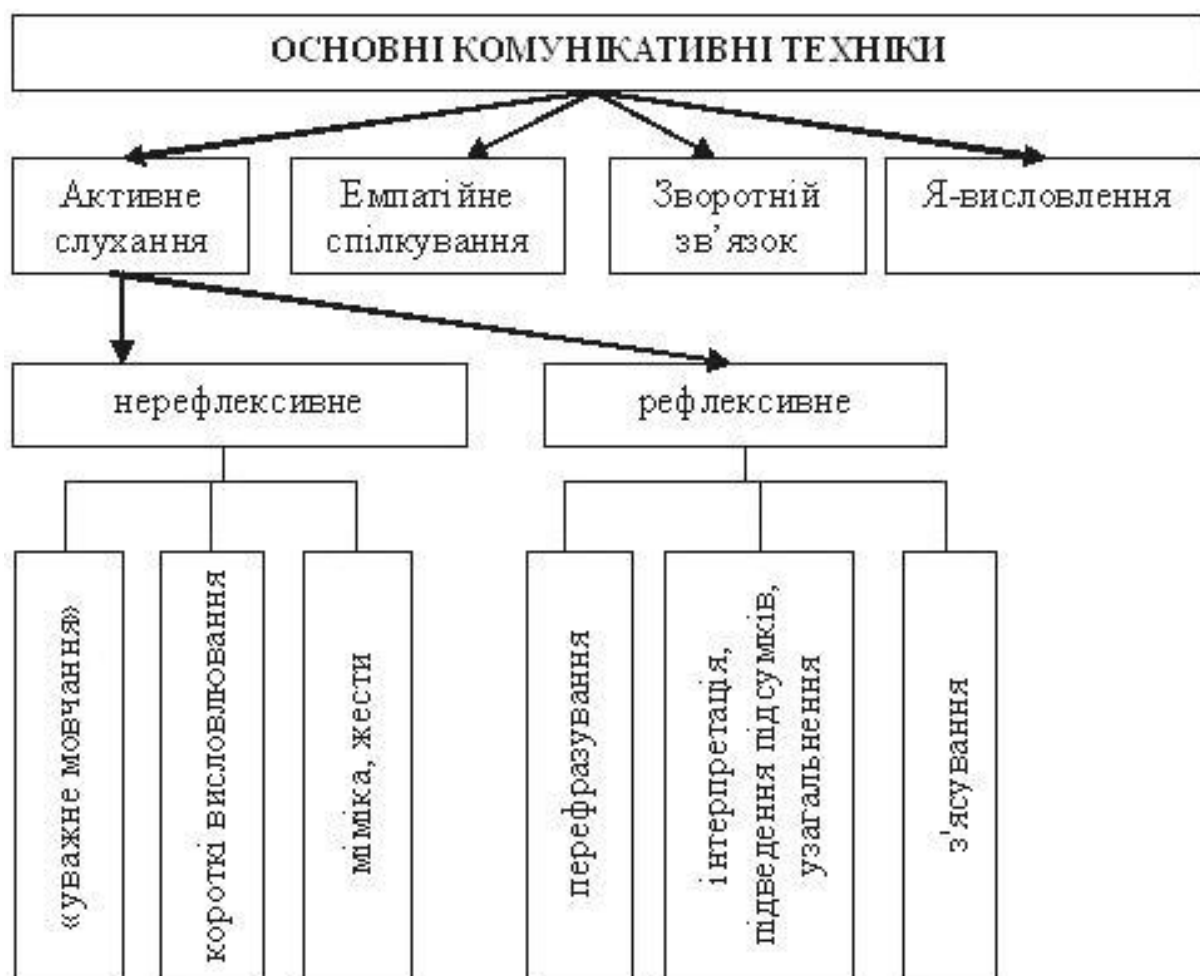 ОСНОВНІ КОМУНІКАТИВНІ ТЕХНІКИ
Активне
слухання
Емпатійне
спілкування
Зворотній
зв’язок
Я-висловлення
нерефлексивне
рефлексивне
«уважне мовчання»
короткі висловлювання
міміка, жести
перефразування
інтерпретація,
підведення підсумків,
узагальнення
з'ясування